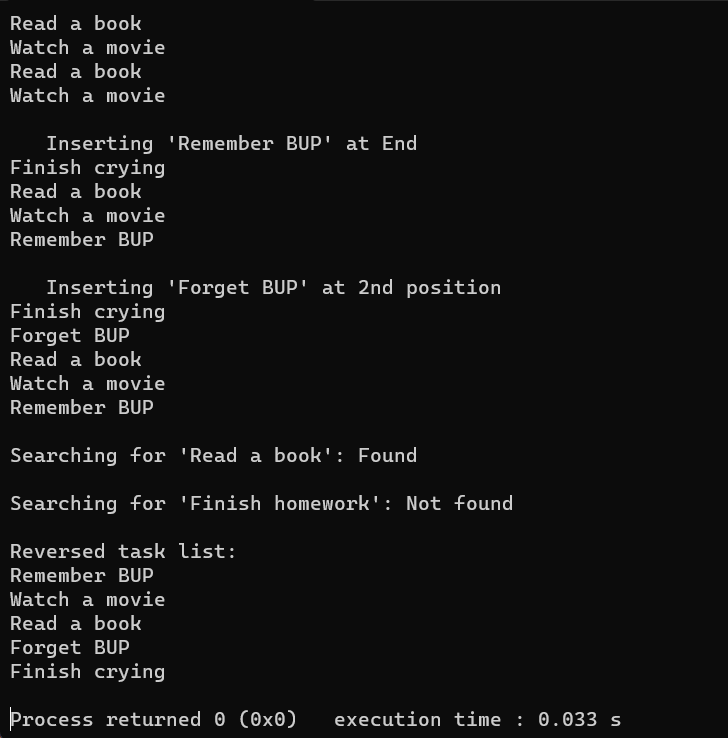 Read a book
Watch a movie
Read a book
Watch a movie
Inserting 'Remember BUP' at End
Finish crying
Read a book
Watch a movie
Remember BUP
Inserting 'Forget BUP' at 2nd position
Finish crying
Forget BUP
Read a book
Watch a movie
Remember BUP
Searching for 'Read a book': Found
Searching for 'Finish homework': Not found
Reversed task list:
Remember BUP
Watch a movie
Read a book
Forget BUP
Finish crying
Process returned 0 (0x0)   execution time : 0.033 s